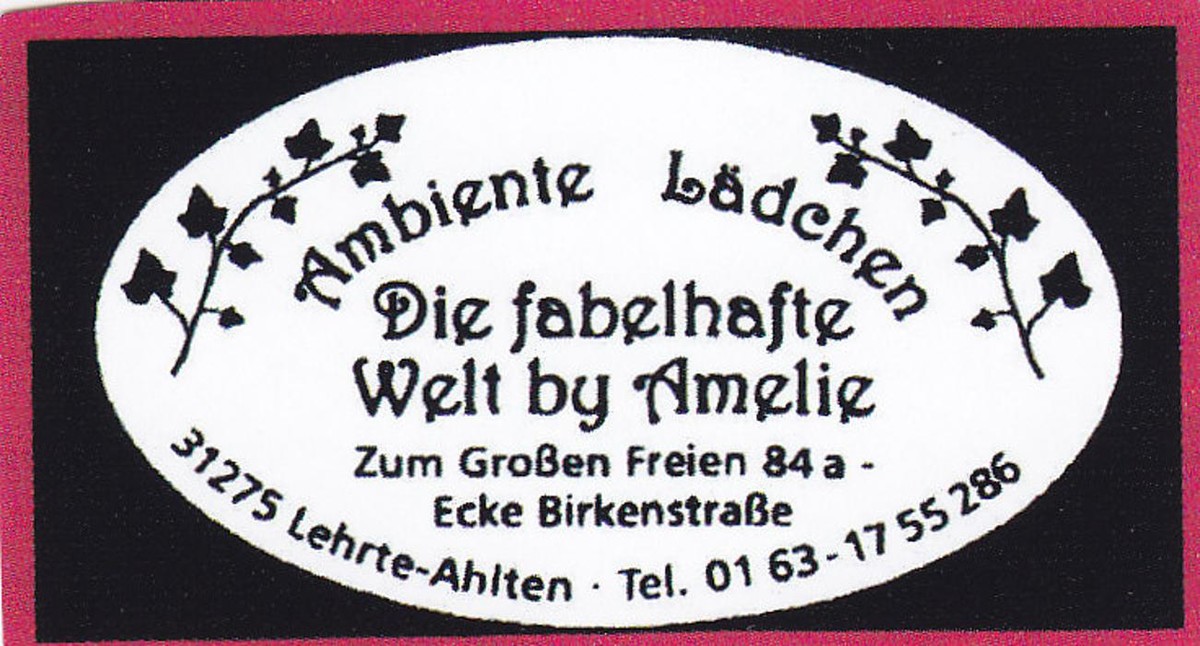 Ambiente Lädchen
Die fabelhafte
Welt by Amelie
Zum Großen Freien 84 a -
Ecke Birkenstraße
31275 Lehrte-Ahlten · Tel. 01 63 - 17 55 286